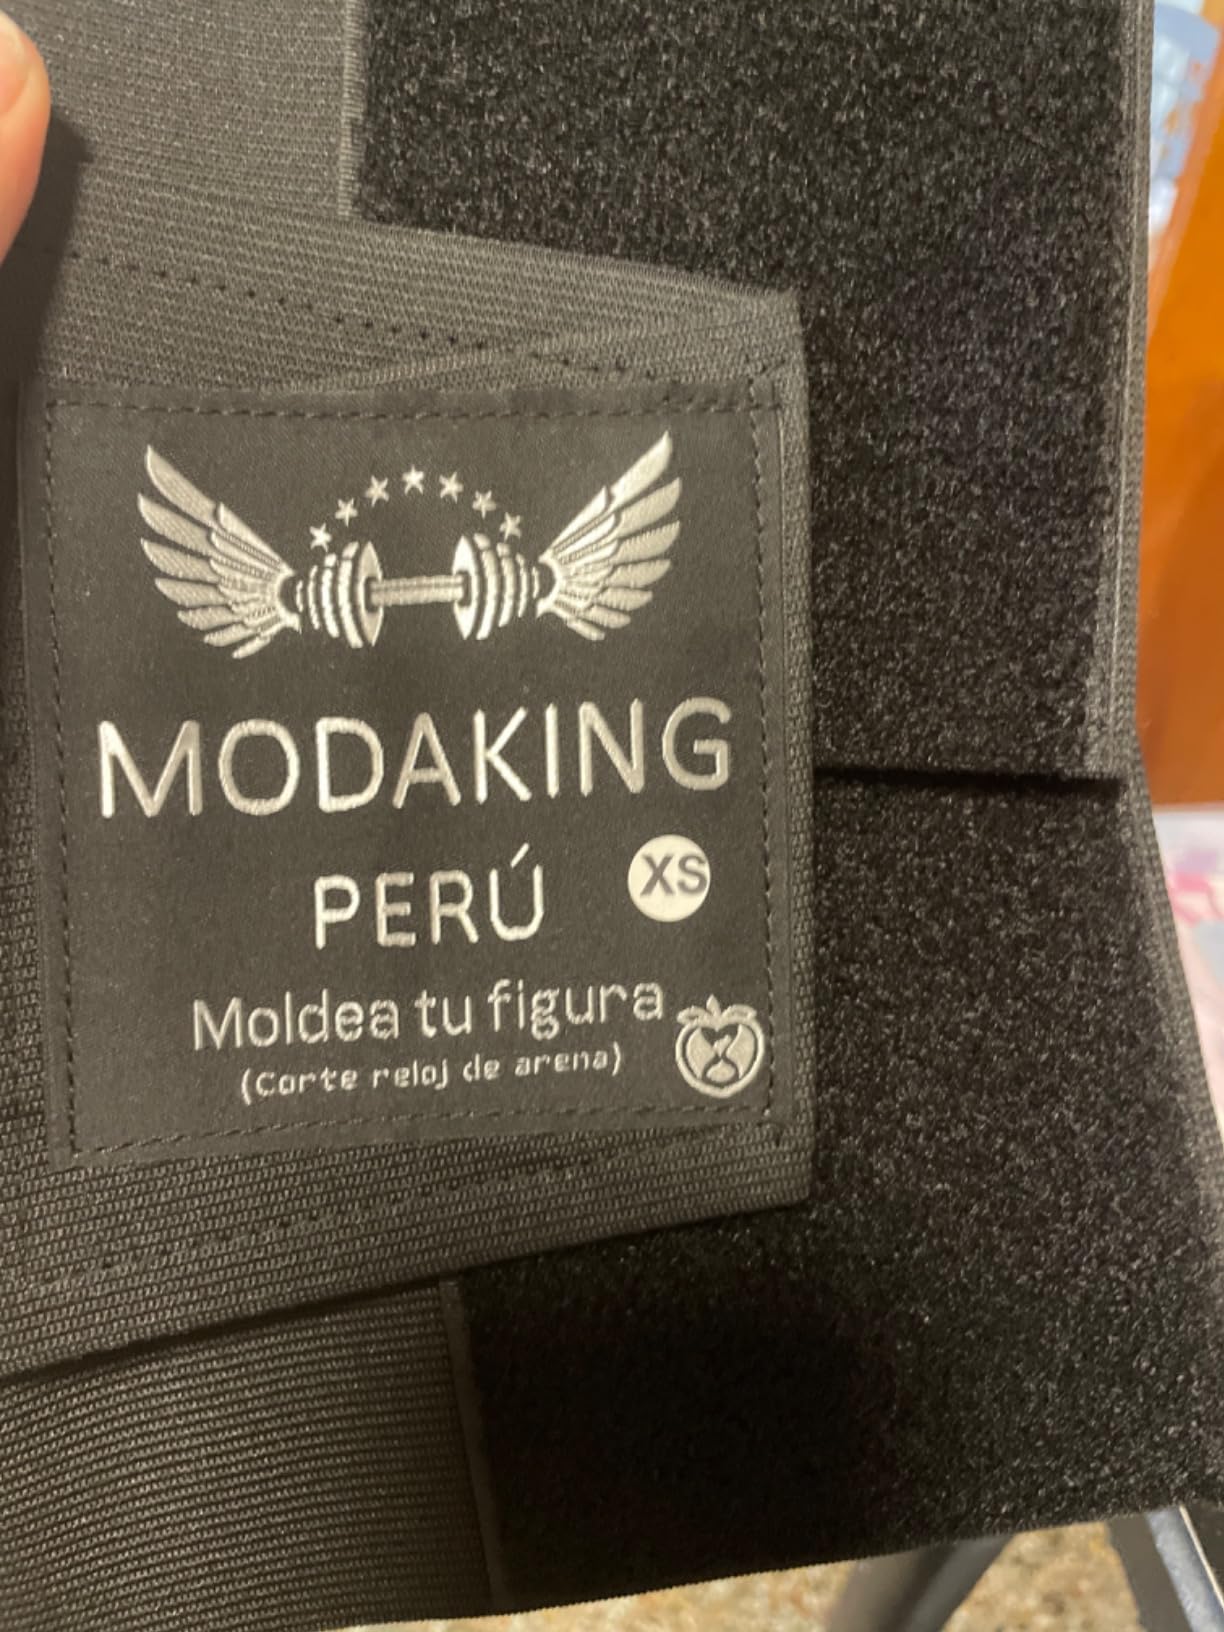 MODAKING
PERÚ XS
Moldea tu figura
(Corte reloj de arena)